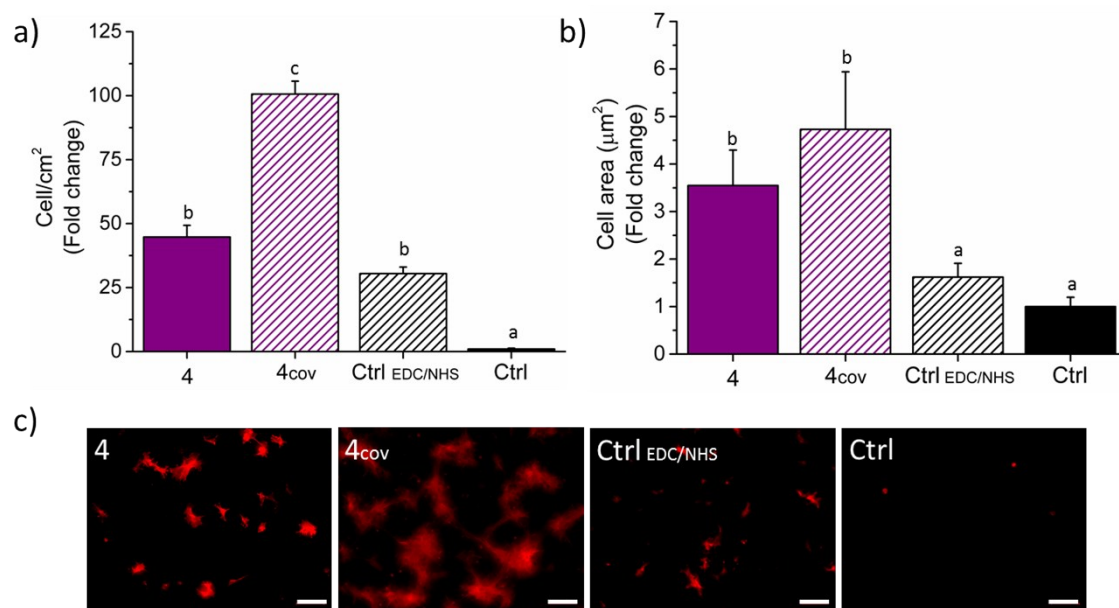 a)
Cell/cm²
(Fold change)
125
100
75
50
25
0
b
c
b
a
4
4cov
Ctrl EDC/NHS
Ctrl
b)
Cell area (μm²)
(Fold change)
7
6
5
4
3
2
1
0
b
b
a
a
4
4cov
Ctrl EDC/NHS
Ctrl
c)
4
4cov
Ctrl EDC/NHS
Ctrl